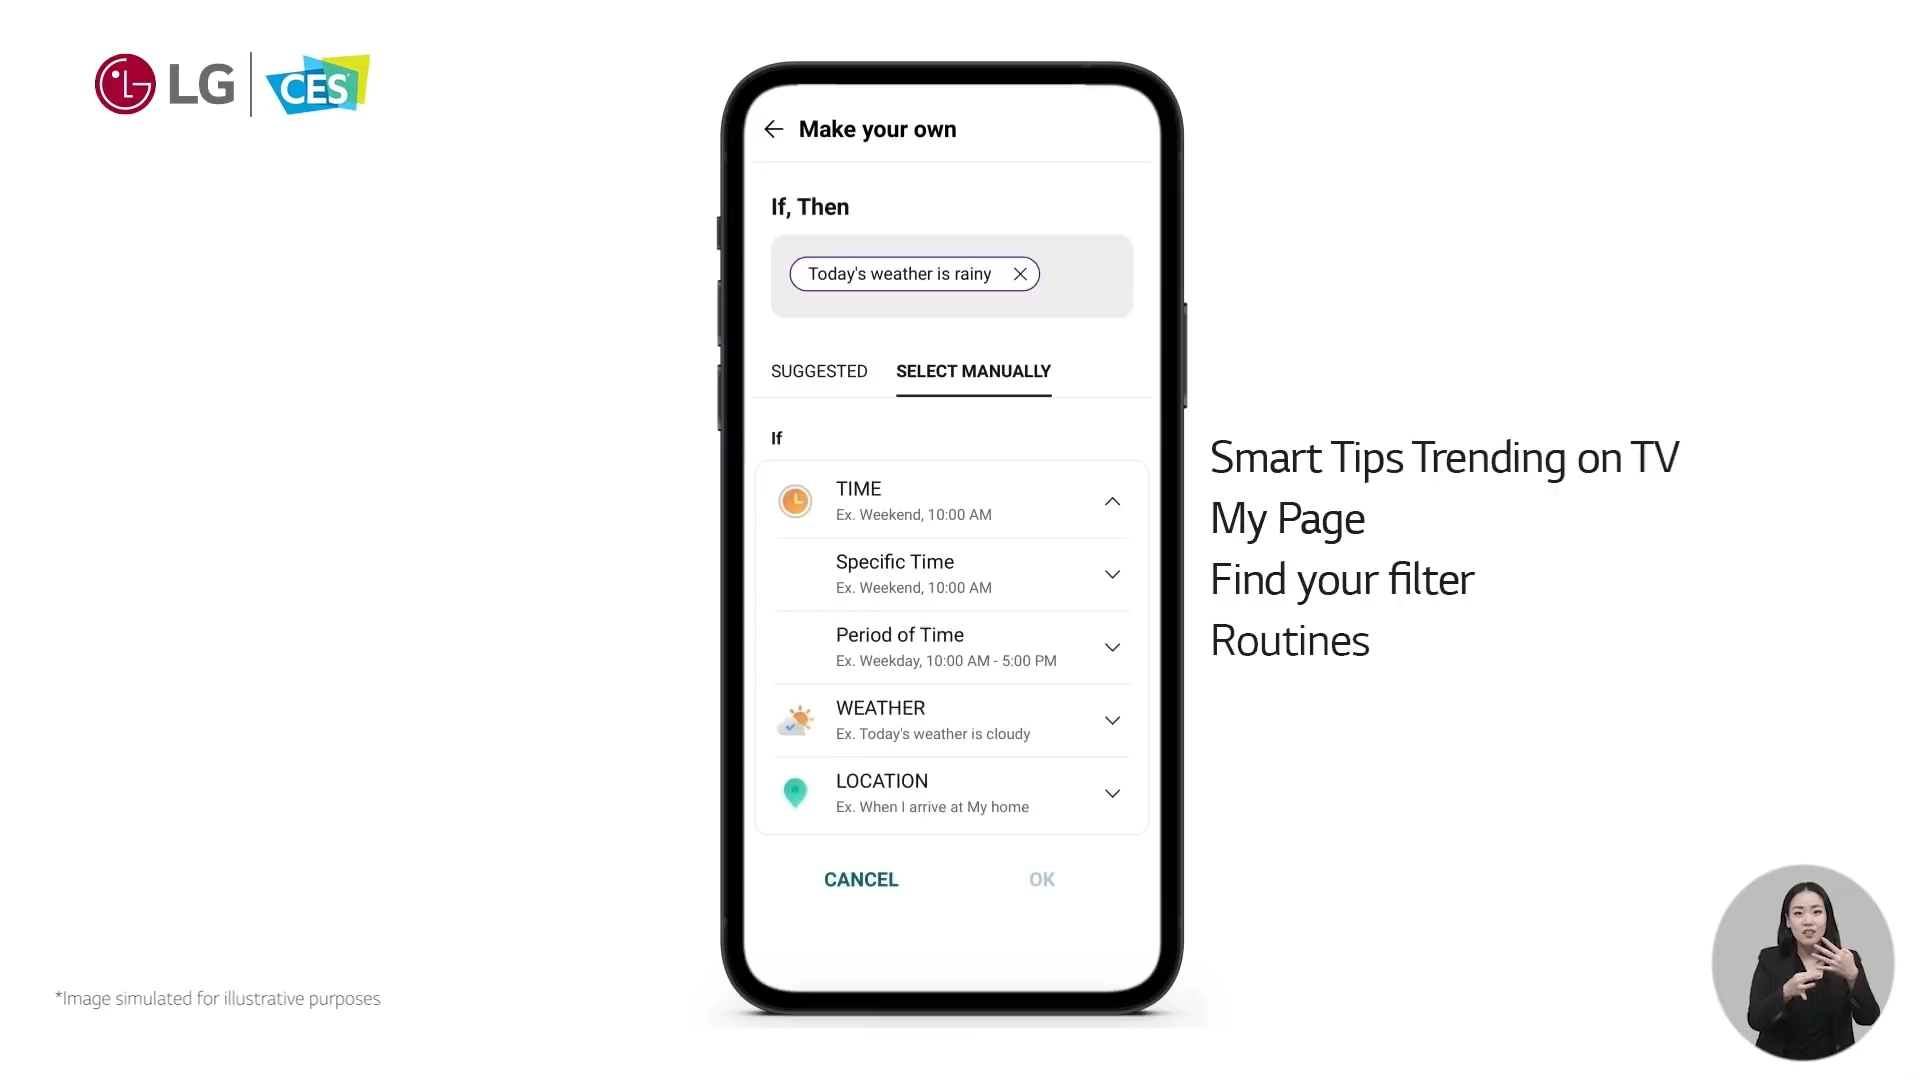 LG
CES
Make your own
If, Then
Today's weather is rainy
SUGGESTED SELECT MANUALLY
If
TIME
Ex. Weekend, 10:00 AM
Specific Time
Ex. Weekend, 10:00 AM
Period of Time
Ex. Weekday, 10:00 AM - 5:00 PM
WEATHER
Ex. Today's weather is cloudy
LOCATION
Ex. When I arrive at My home
CANCEL OK
Smart Tips Trending on TV
My Page
Find your filter
Routines
*Image simulated for illustrative purposes